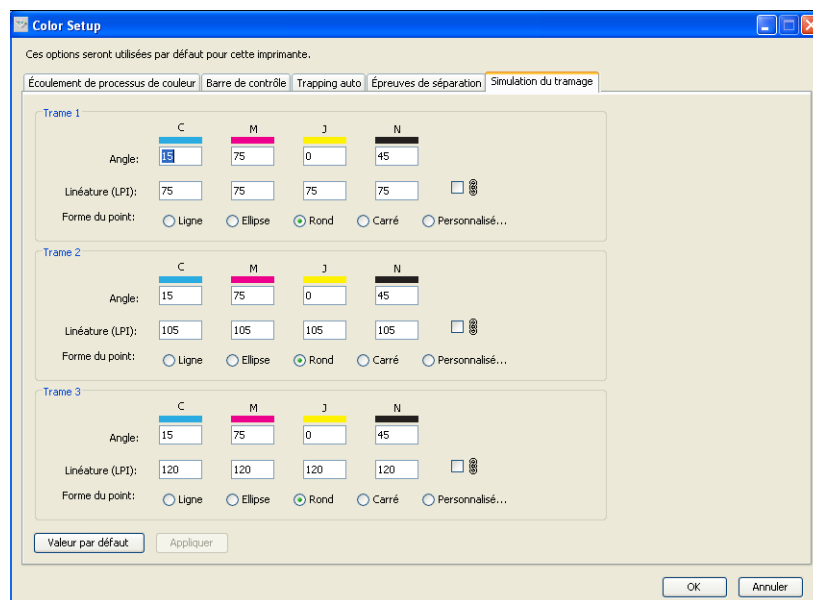 Color Setup
Ces options seront utilisées par défaut pour cette imprimante.
Écoulement de processus de couleur Barre de contrôle Trapping auto Épreuves de séparation Simulation du tramage
Trame 1
C M J N
Angle: 15 75 0 45
Linéature (LPI): 75 75 75 75
Forme du point: Ligne Ellipse Rond Carré Personnalisé...
Trame 2
C M J N
Angle: 15 75 0 45
Linéature (LPI): 105 105 105 105
Forme du point: Ligne Ellipse Rond Carré Personnalisé...
Trame 3
C M J N
Angle: 15 75 0 45
Linéature (LPI): 120 120 120 120
Forme du point: Ligne Ellipse Rond Carré Personnalisé...
Valeur par défaut Appliquer
OK Annuler